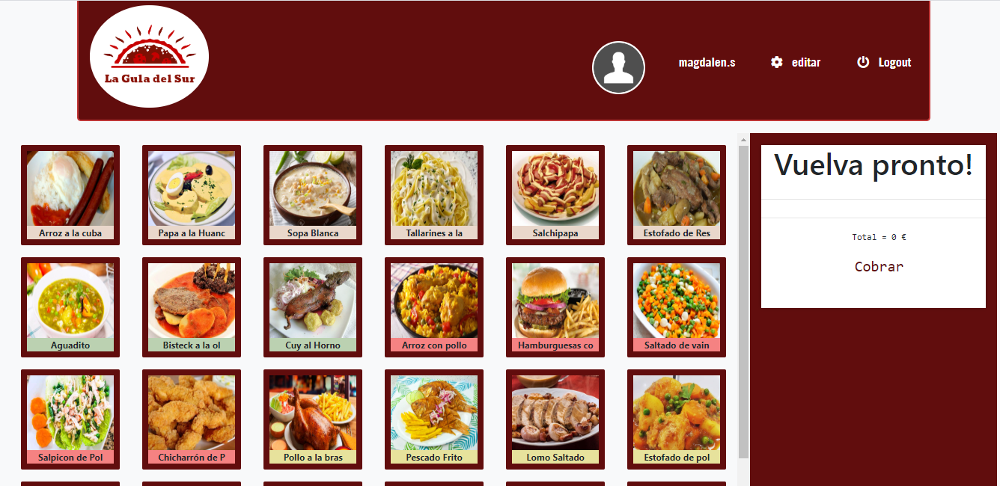 La Gula del Sur
magdalen.s
editar
Logout
Arroz a la cuba
Papa a la Huanc
Sopa Blanca
Tallarines a la
Salchipapa
Estofado de Res
Aguadito
Bisteck a la ol
Cuy al Horno
Arroz con pollo
Hamburguesas co
Saltado de vain
Salpicon de Pol
Chicharrón de P
Pollo a la bras
Pescado Frito
Lomo Saltado
Estofado de pol
Vuelva pronto!
Total = 0 €
Cobrar